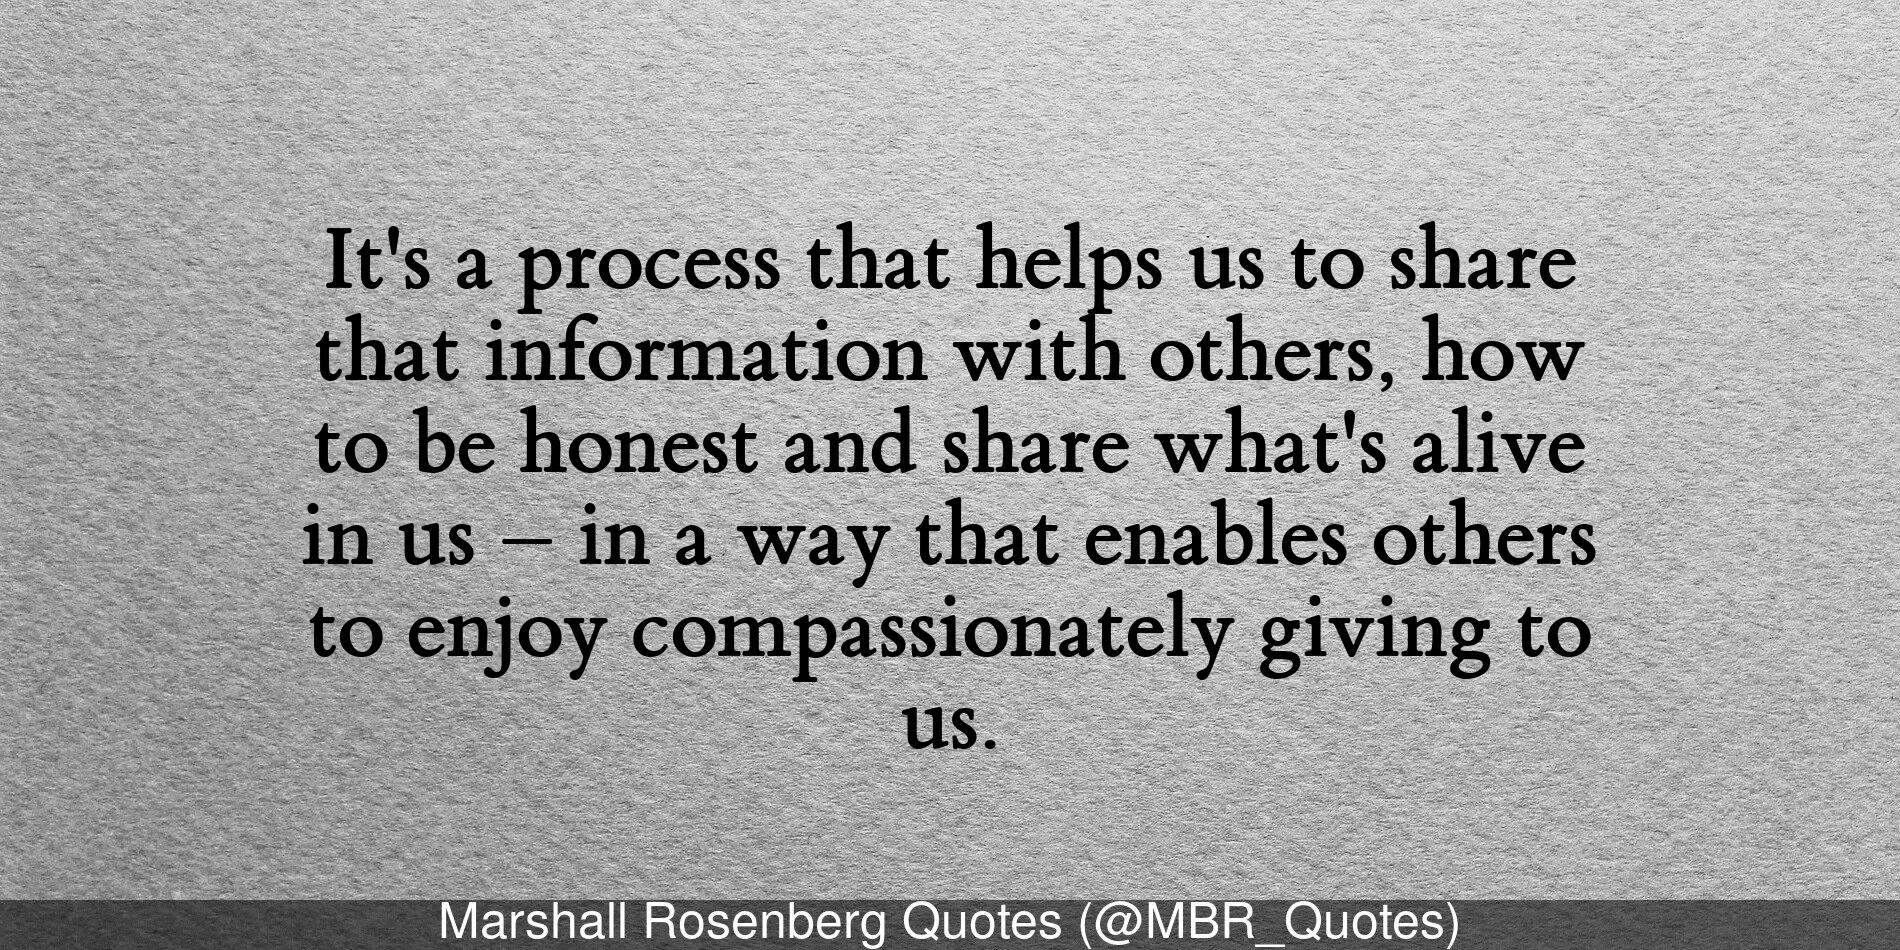 It's a process that helps us to share
that information with others, how
to be honest and share what's alive
in us – in a way that enables others
to enjoy compassionately giving to
us.
Marshall Rosenberg Quotes (@MBR_Quotes)